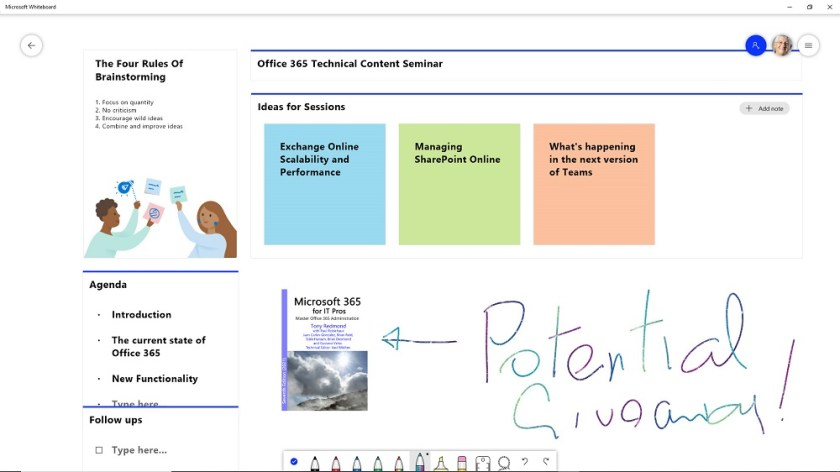 Microsoft Whiteboard
The Four Rules Of
Brainstorming
1. Focus on quantity
2. No criticism
3. Encourage wild ideas
4. Combine and improve ideas
Office 365 Technical Content Seminar
Ideas for Sessions
Add note
Exchange Online
Scalability and
Performance
Managing
SharePoint Online
What's happening
in the next version
of Teams
Agenda
· Introduction
· The current state of
Office 365
· New Functionality
· Type here...
Follow ups
Type here...
Microsoft 365
for IT Pros
Master Office 365 Administration
Tony Redmond
Potential
Giveaway!